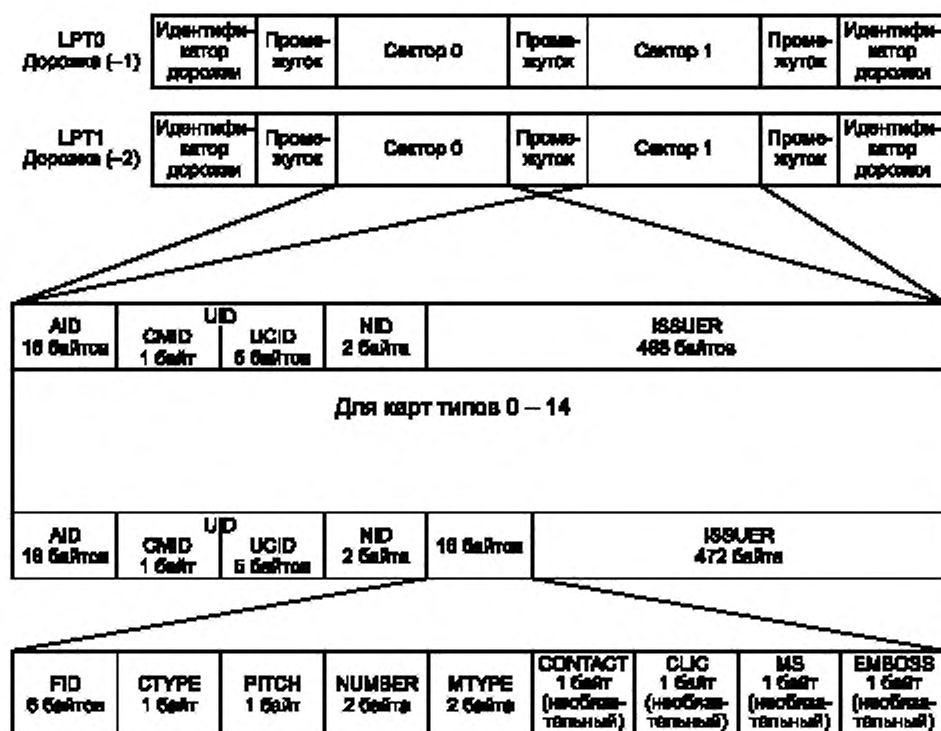 LPT0
Дорожка (–1)
Идентифи-
катор
дорожки
Проме-
жуток
Сектор 0
Проме-
жуток
Сектор 1
Проме-
жуток
Идентифи-
катор
дорожки
LPT1
Дорожка (–2)
Идентифи-
катор
дорожки
Проме-
жуток
Сектор 0
Проме-
жуток
Сектор 1
Проме-
жуток
Идентифи-
катор
дорожки
AID
16 байтов
UID
CMID
1 байт
UCID
5 байтов
NID
2 байта
ISSUER
488 байтов
Для карт типов 0 – 14
AID
16 байтов
UID
CMID
1 байт
UCID
5 байтов
NID
2 байта
16 байтов
ISSUER
472 байта
FID
6 байтов
CTYPE
1 байт
PITCH
1 байт
NUMBER
2 байта
MTYPE
2 байта
CONTACT
1 байт
(необяза-
тельный)
CLIC
1 байт
(необяза-
тельный)
MS
1 байт
(необяза-
тельный)
EMBOSS
1 байт
(необяза-
тельный)